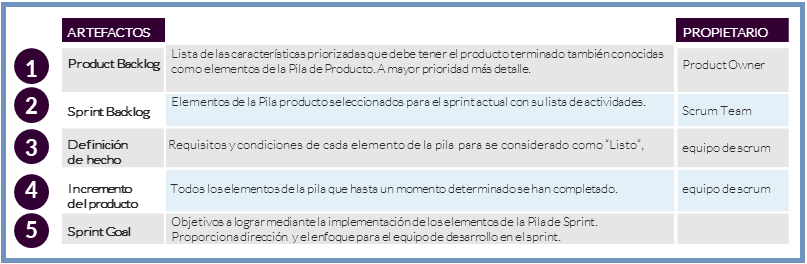 ARTEFACTOS PROPIETARIO
1 Product Backlog Lista de las características priorizadas que debe tener el producto terminado también conocidas
como elementos de la Pila de Producto. A mayor prioridad más detalle. Product Owner
2 Sprint Backlog Elementos de la Pila producto seleccionados para el sprint actual con su lista de actividades. Scrum Team
3 Definición
de hecho Requisitos y condiciones de cada elemento de la pila para se considerado como "Listo", equipo de scrum
4 Incremento
del producto Todos los elementos de la pila que hasta un momento determinado se han completado. equipo de scrum
5 Sprint Goal Objetivos a lograr mediante la implementación de los elementos de la Pila de Sprint.
Proporciona dirección y el enfoque para el equipo de desarrollo en el sprint.